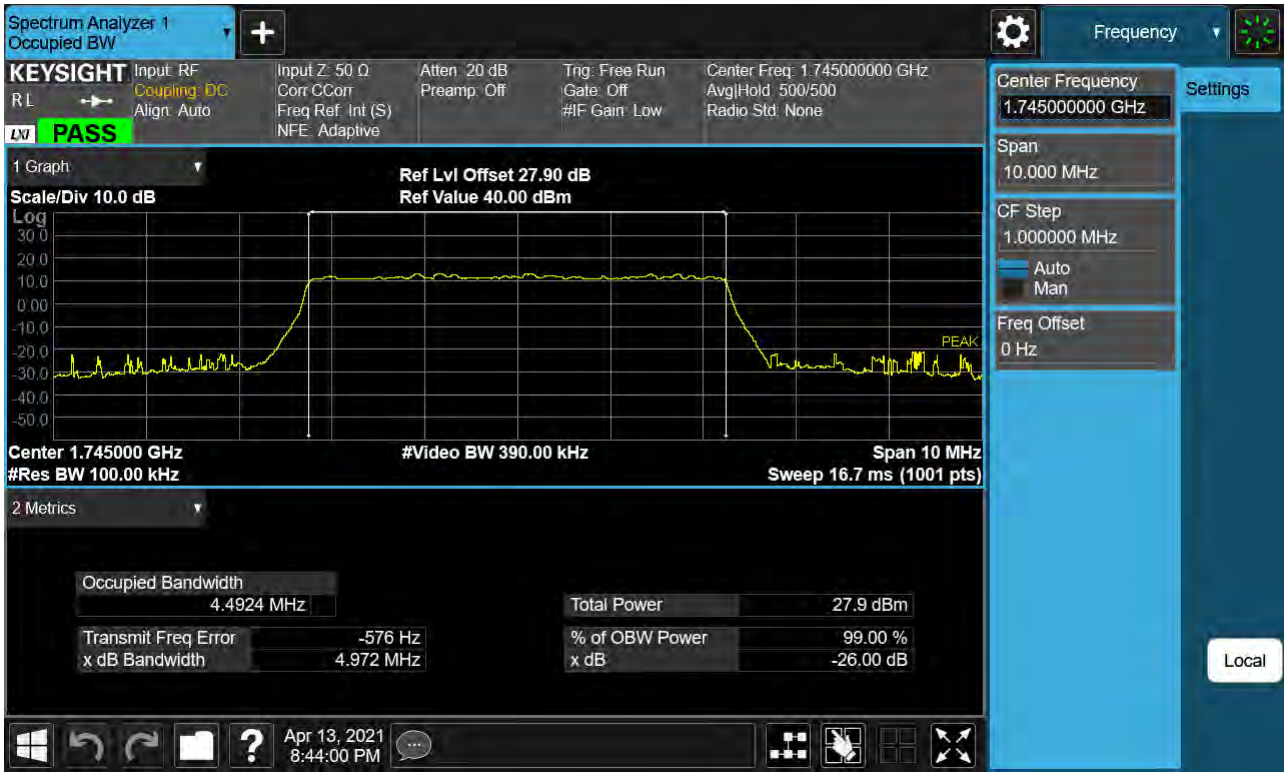 Spectrum Analyzer 1
Occupied BW
Frequency
KEYSIGHT
RL
LXI
PASS
Input: RF
Coupling: DC
Align: Auto
Input Z: 50 Ω
Corr CCorr
Freq Ref: Int (S)
NFE: Adaptive
Atten: 20 dB
Preamp: Off
Trig: Free Run
Gate: Off
#IF Gain: Low
Center Freq: 1.745000000 GHz
Avg|Hold: 500/500
Radio Std: None
1 Graph
Scale/Div 10.0 dB
Ref Lvl Offset 27.90 dB
Ref Value 40.00 dBm
Log
30.0
20.0
10.0
0.00
-10.0
-20.0
-30.0
-40.0
-50.0
PEAK
Center 1.745000 GHz
#Video BW 390.00 kHz
Span 10 MHz
#Res BW 100.00 kHz
Sweep 16.7 ms (1001 pts)
2 Metrics
Occupied Bandwidth
4.4924 MHz
Total Power 27.9 dBm
Transmit Freq Error -576 Hz
% of OBW Power 99.00 %
x dB Bandwidth 4.972 MHz
x dB -26.00 dB
Center Frequency
1.745000000 GHz
Settings
Span
10.000 MHz
CF Step
1.000000 MHz
Auto
Man
Freq Offset
0 Hz
Local
?
Apr 13, 2021
8:44:00 PM